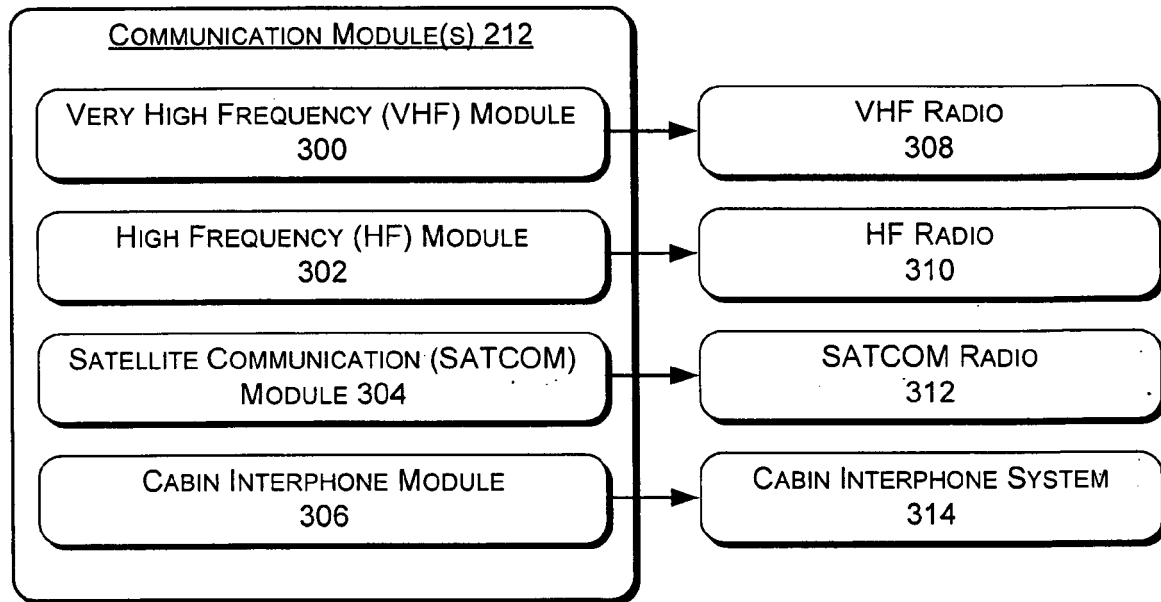 COMMUNICATION MODULE(S) 212
VERY HIGH FREQUENCY (VHF) MODULE
300
VHF RADIO
308
HIGH FREQUENCY (HF) MODULE
302
HF RADIO
310
SATELLITE COMMUNICATION (SATCOM)
MODULE 304
SATCOM RADIO
312
CABIN INTERPHONE MODULE
306
CABIN INTERPHONE SYSTEM
314